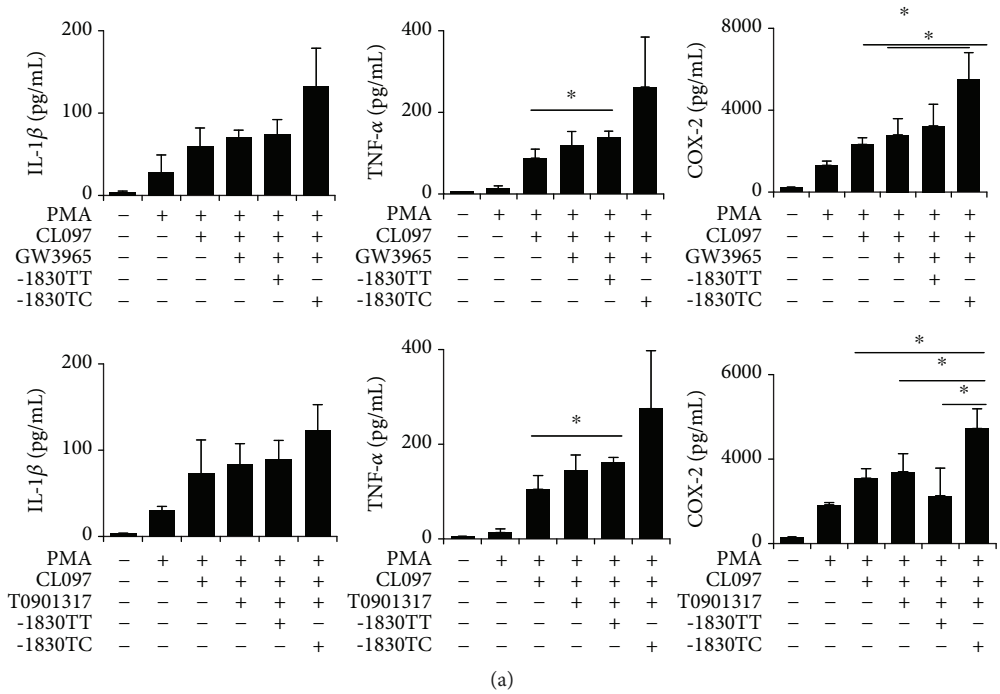 200
100
0
IL-1β (pg/mL)
PMA – + + + + +
CL097 – – + + + +
GW3965 – – – + + +
-1830TT – – – – + –
-1830TC – – – – – +
400
200
0
TNF-α (pg/mL)
*
PMA – + + + + +
CL097 – – + + + +
GW3965 – – – + + +
-1830TT – – – – + –
-1830TC – – – – – +
8000
4000
0
COX-2 (pg/mL)
*
*
PMA – + + + + +
CL097 – – + + + +
GW3965 – – – + + +
-1830TT – – – – + –
-1830TC – – – – – +
200
100
0
IL-1β (pg/mL)
PMA – + + + + +
CL097 – – + + + +
T0901317 – – – + + +
-1830TT – – – – + –
-1830TC – – – – – +
400
200
0
TNF-α (pg/mL)
*
PMA – + + + + +
CL097 – – + + + +
T0901317 – – – + + +
-1830TT – – – – + –
-1830TC – – – – – +
6000
3000
0
COX-2 (pg/mL)
*
*
*
PMA – + + + + +
CL097 – – + + + +
T0901317 – – – + + +
-1830TT – – – – + –
-1830TC – – – – – +
(a)